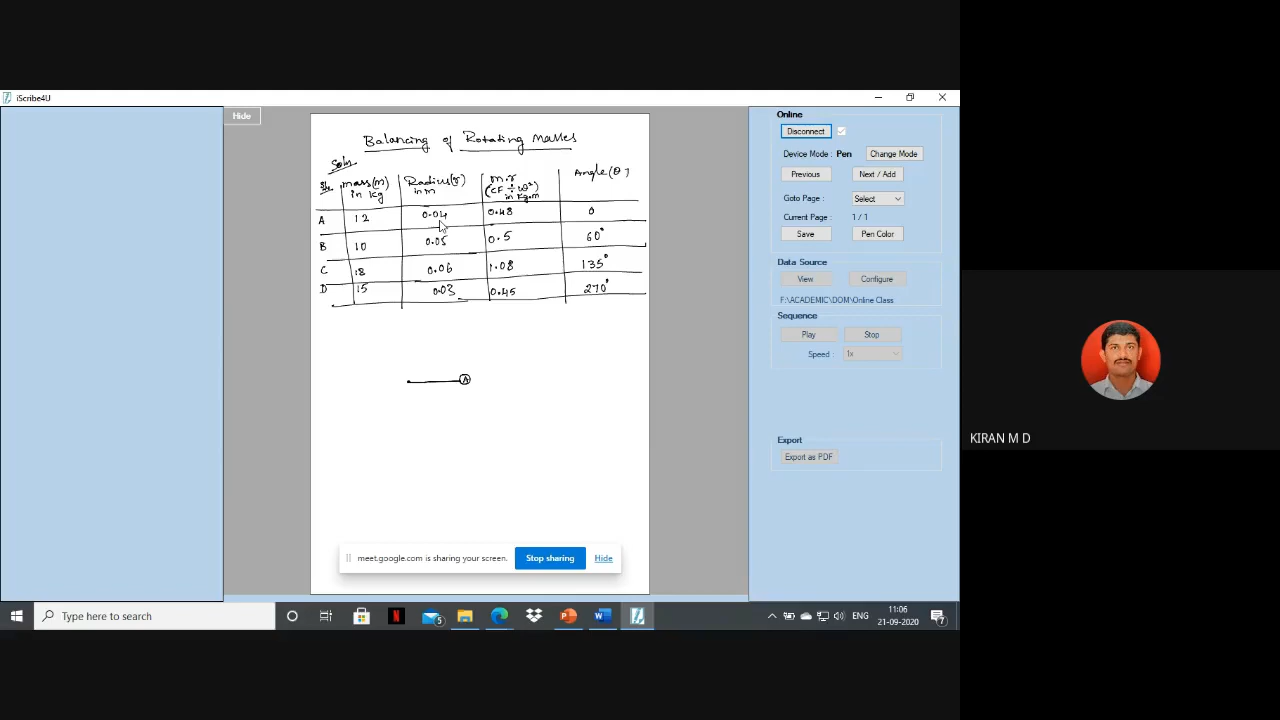 iScribe4U
Hide
Balancing of Rotating Masses
Soln
mass(m) in kg Radius(r) in m m.r (CF ÷ ω²) in kg.m Angle(θ)
A 12 0.04 0.48 0
B 10 0.05 0.5 60°
C 18 0.06 1.08 135°
D 15 0.03 0.45 270°
A
meet.google.com is sharing your screen. Stop sharing Hide
Online
Disconnect
Device Mode : Pen Change Mode
Previous Next / Add
Goto Page : Select
Current Page : 1 / 1
Save Pen Color
Data Source
View Configure
F:\ACADEMIC\DOM\Online Class
Sequence
Play Stop
Speed : 1x
Export
Export as PDF
KIRAN M D
Type here to search
5
ENG
11:06
21-09-2020
7